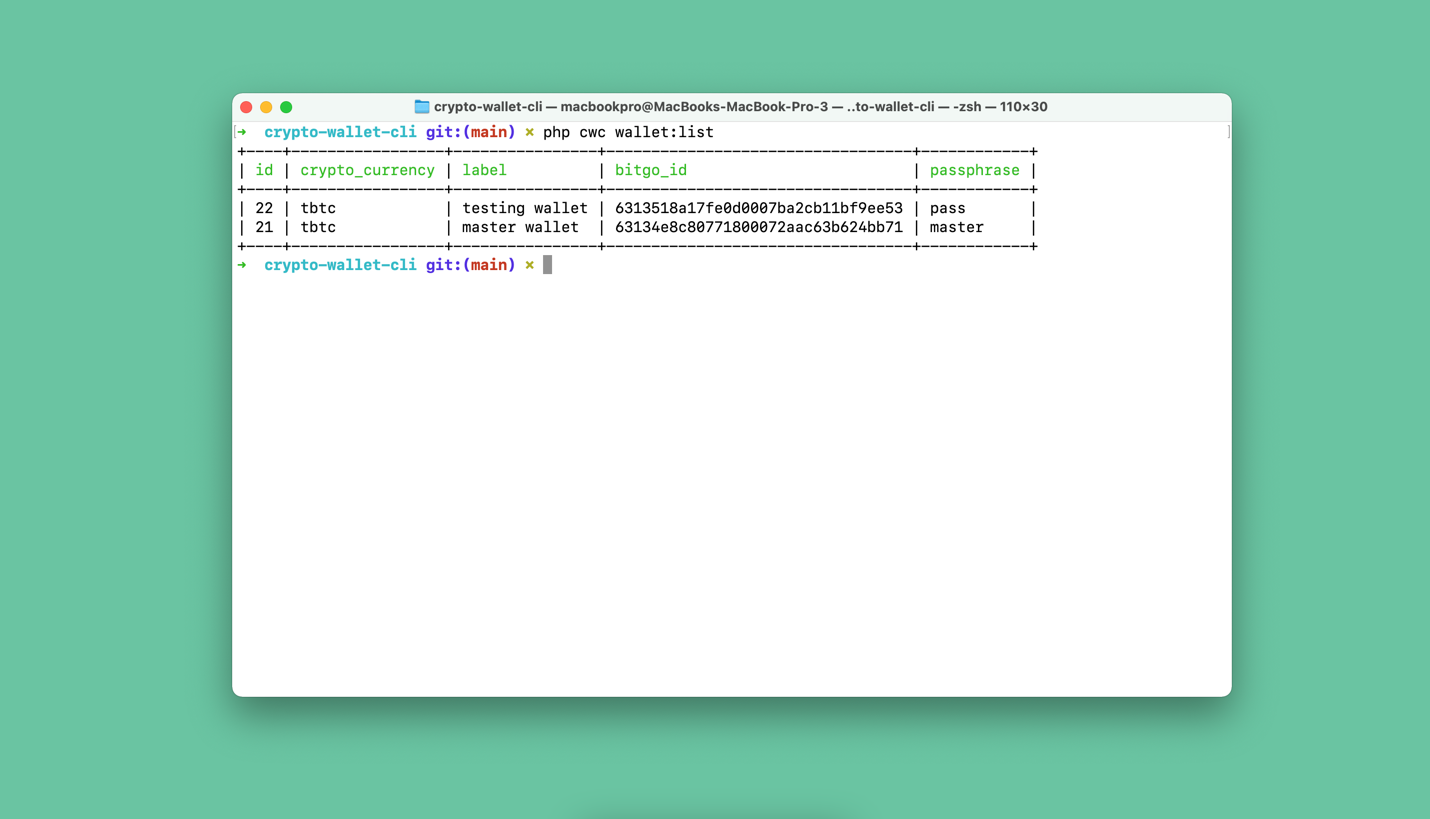 crypto-wallet-cli — macbookpro@MacBooks-MacBook-Pro-3 — ..to-wallet-cli — -zsh — 110×30
[➜  crypto-wallet-cli git:(main) ✗ php cwc wallet:list ]
+----+-----------------+----------------+----------------------------------+------------+
| id | crypto_currency | label          | bitgo_id                         | passphrase |
+----+-----------------+----------------+----------------------------------+------------+
| 22 | tbtc            | testing wallet | 6313518a17fe0d0007ba2cb11bf9ee53 | pass       |
| 21 | tbtc            | master wallet  | 63134e8c80771800072aac63b624bb71 | master     |
+----+-----------------+----------------+----------------------------------+------------+
➜  crypto-wallet-cli git:(main) ✗